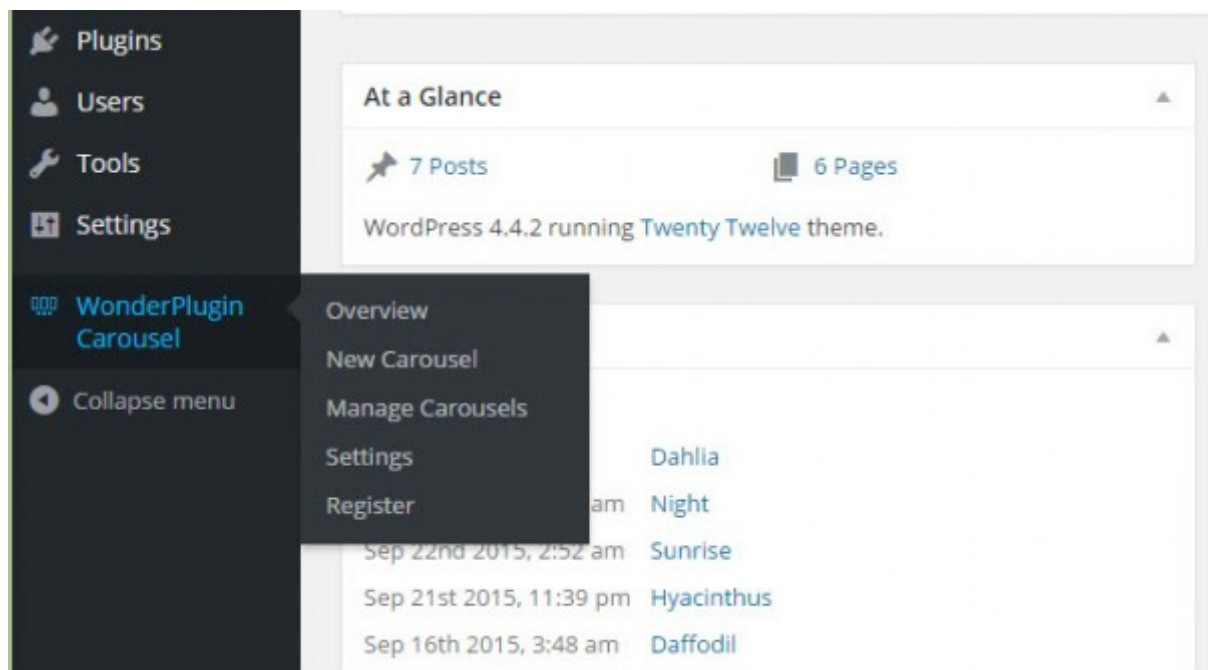 Plugins
Users
Tools
Settings
WonderPlugin
Carousel
Collapse menu
Overview
New Carousel
Manage Carousels
Settings
Register
At a Glance
7 Posts
6 Pages
WordPress 4.4.2 running Twenty Twelve theme.
Dahlia
am Night
Sep 22nd 2015, 2:52 am Sunrise
Sep 21st 2015, 11:39 pm Hyacinthus
Sep 16th 2015, 3:48 am Daffodil